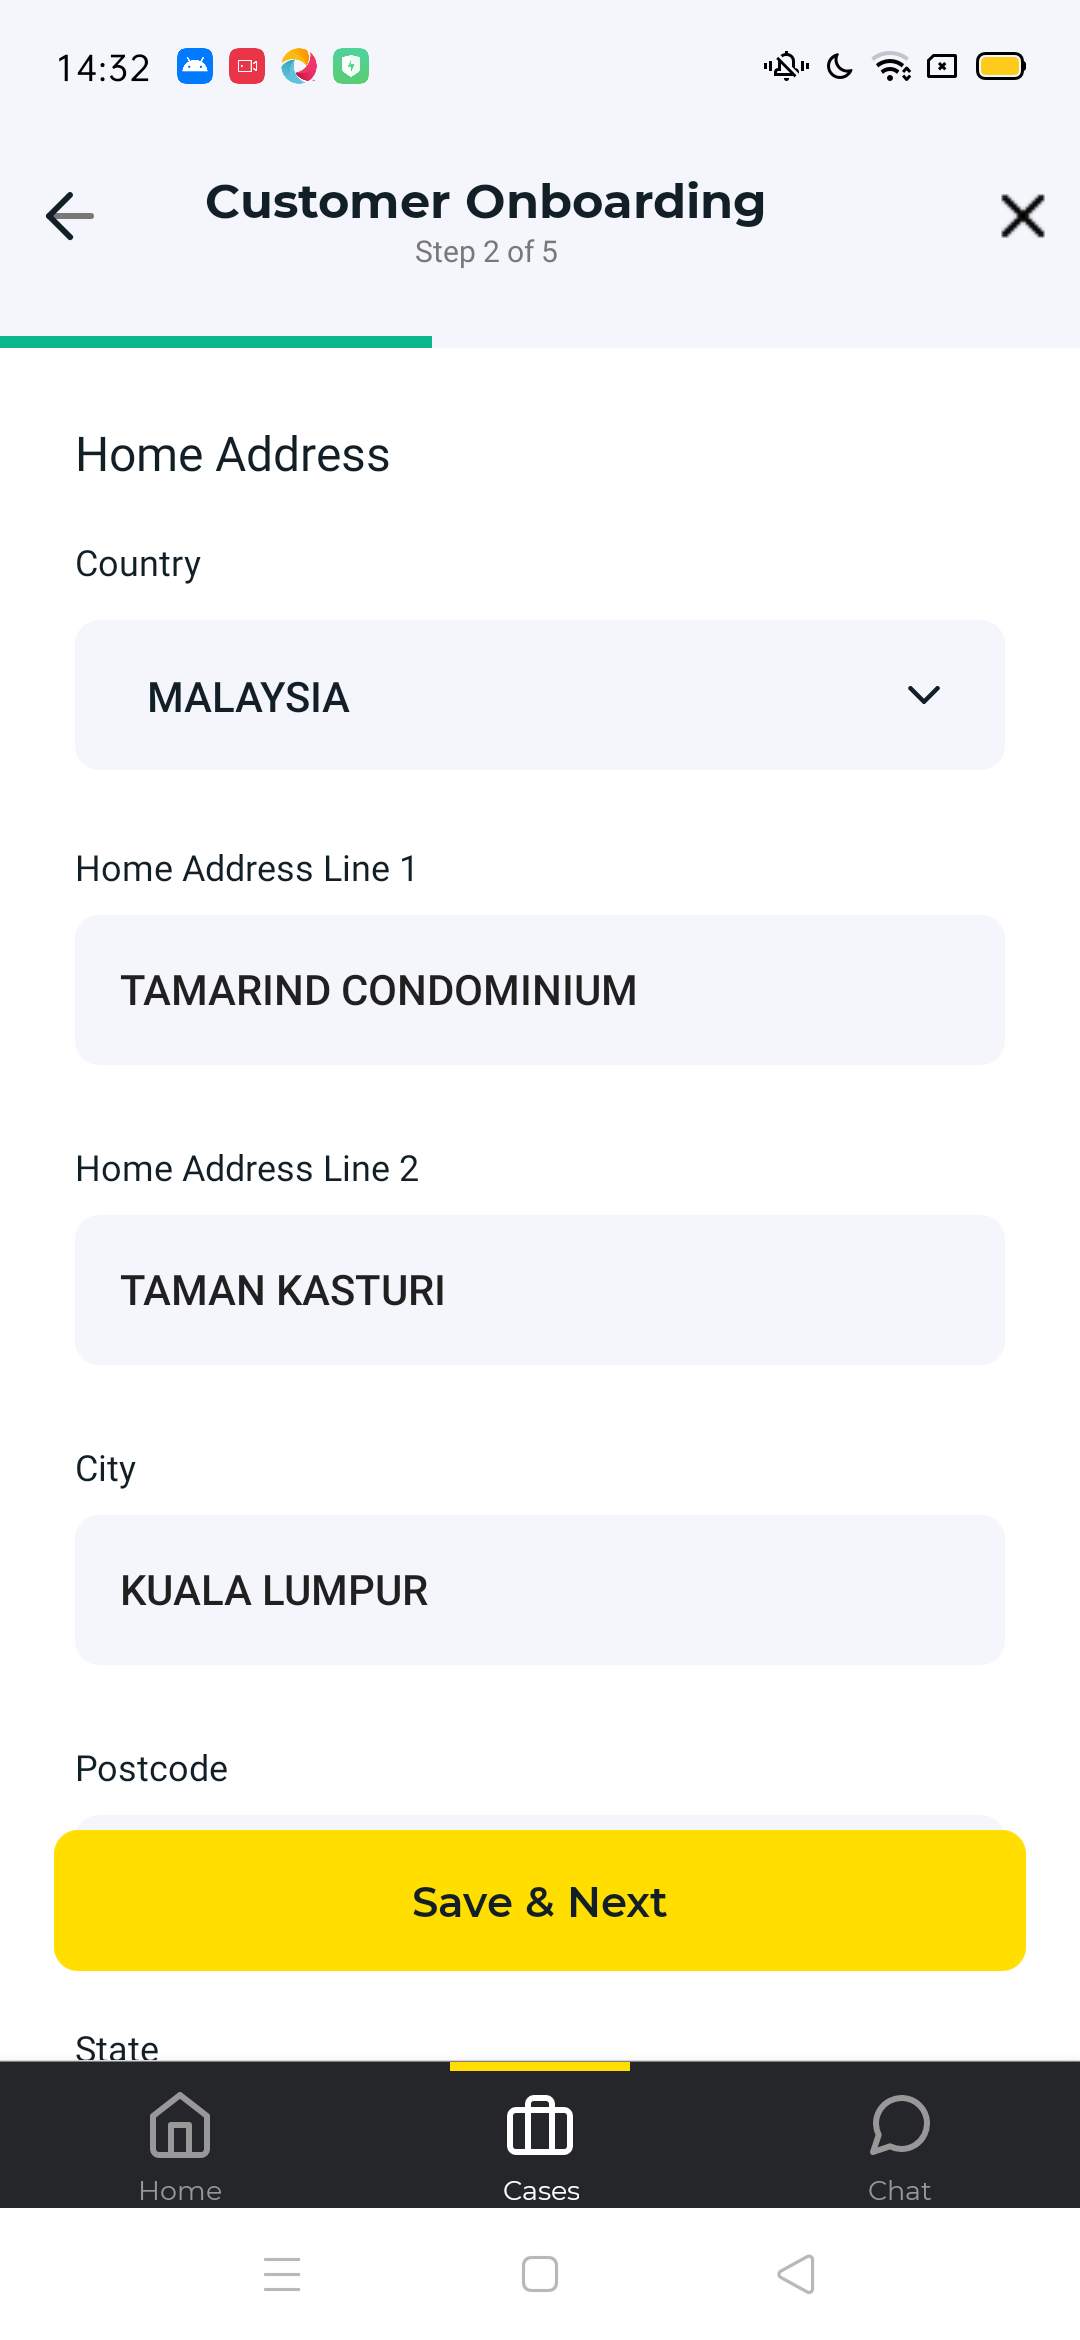 14:32
Customer Onboarding
Step 2 of 5
Home Address
Country
MALAYSIA
Home Address Line 1
TAMARIND CONDOMINIUM
Home Address Line 2
TAMAN KASTURI
City
KUALA LUMPUR
Postcode
Save & Next
State
Home
Cases
Chat